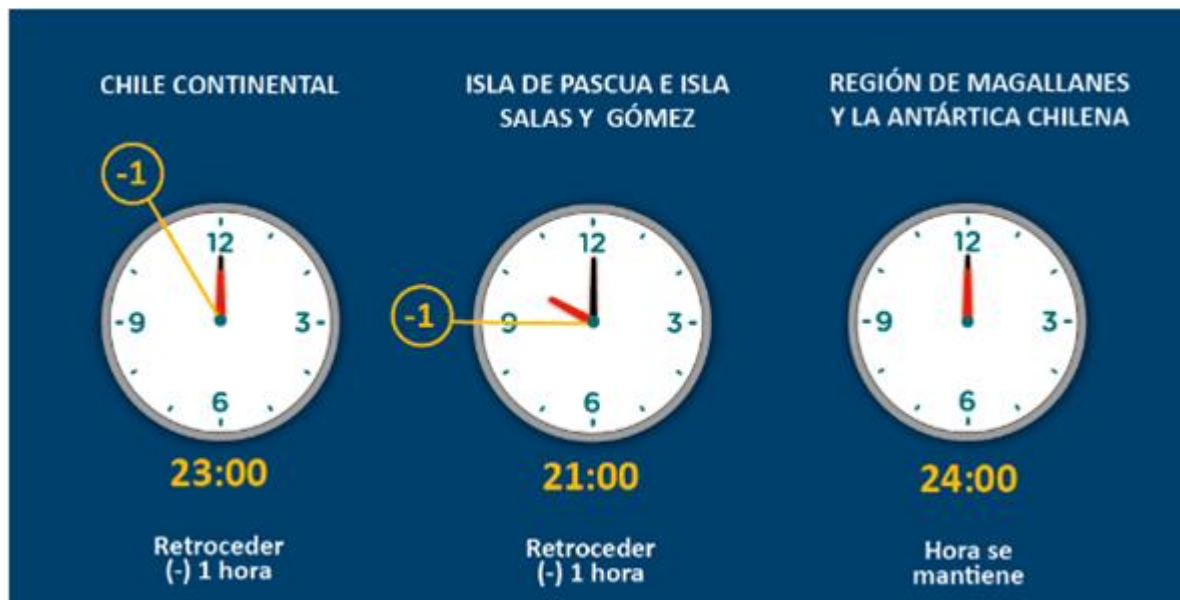 CHILE CONTINENTAL
-1
12
3
6
9
23:00
Retroceder
(-) 1 hora
ISLA DE PASCUA E ISLA
SALAS Y GÓMEZ
-1
12
3
6
9
21:00
Retroceder
(-) 1 hora
REGIÓN DE MAGALLANES
Y LA ANTÁRTICA CHILENA
12
3
6
9
24:00
Hora se
mantiene